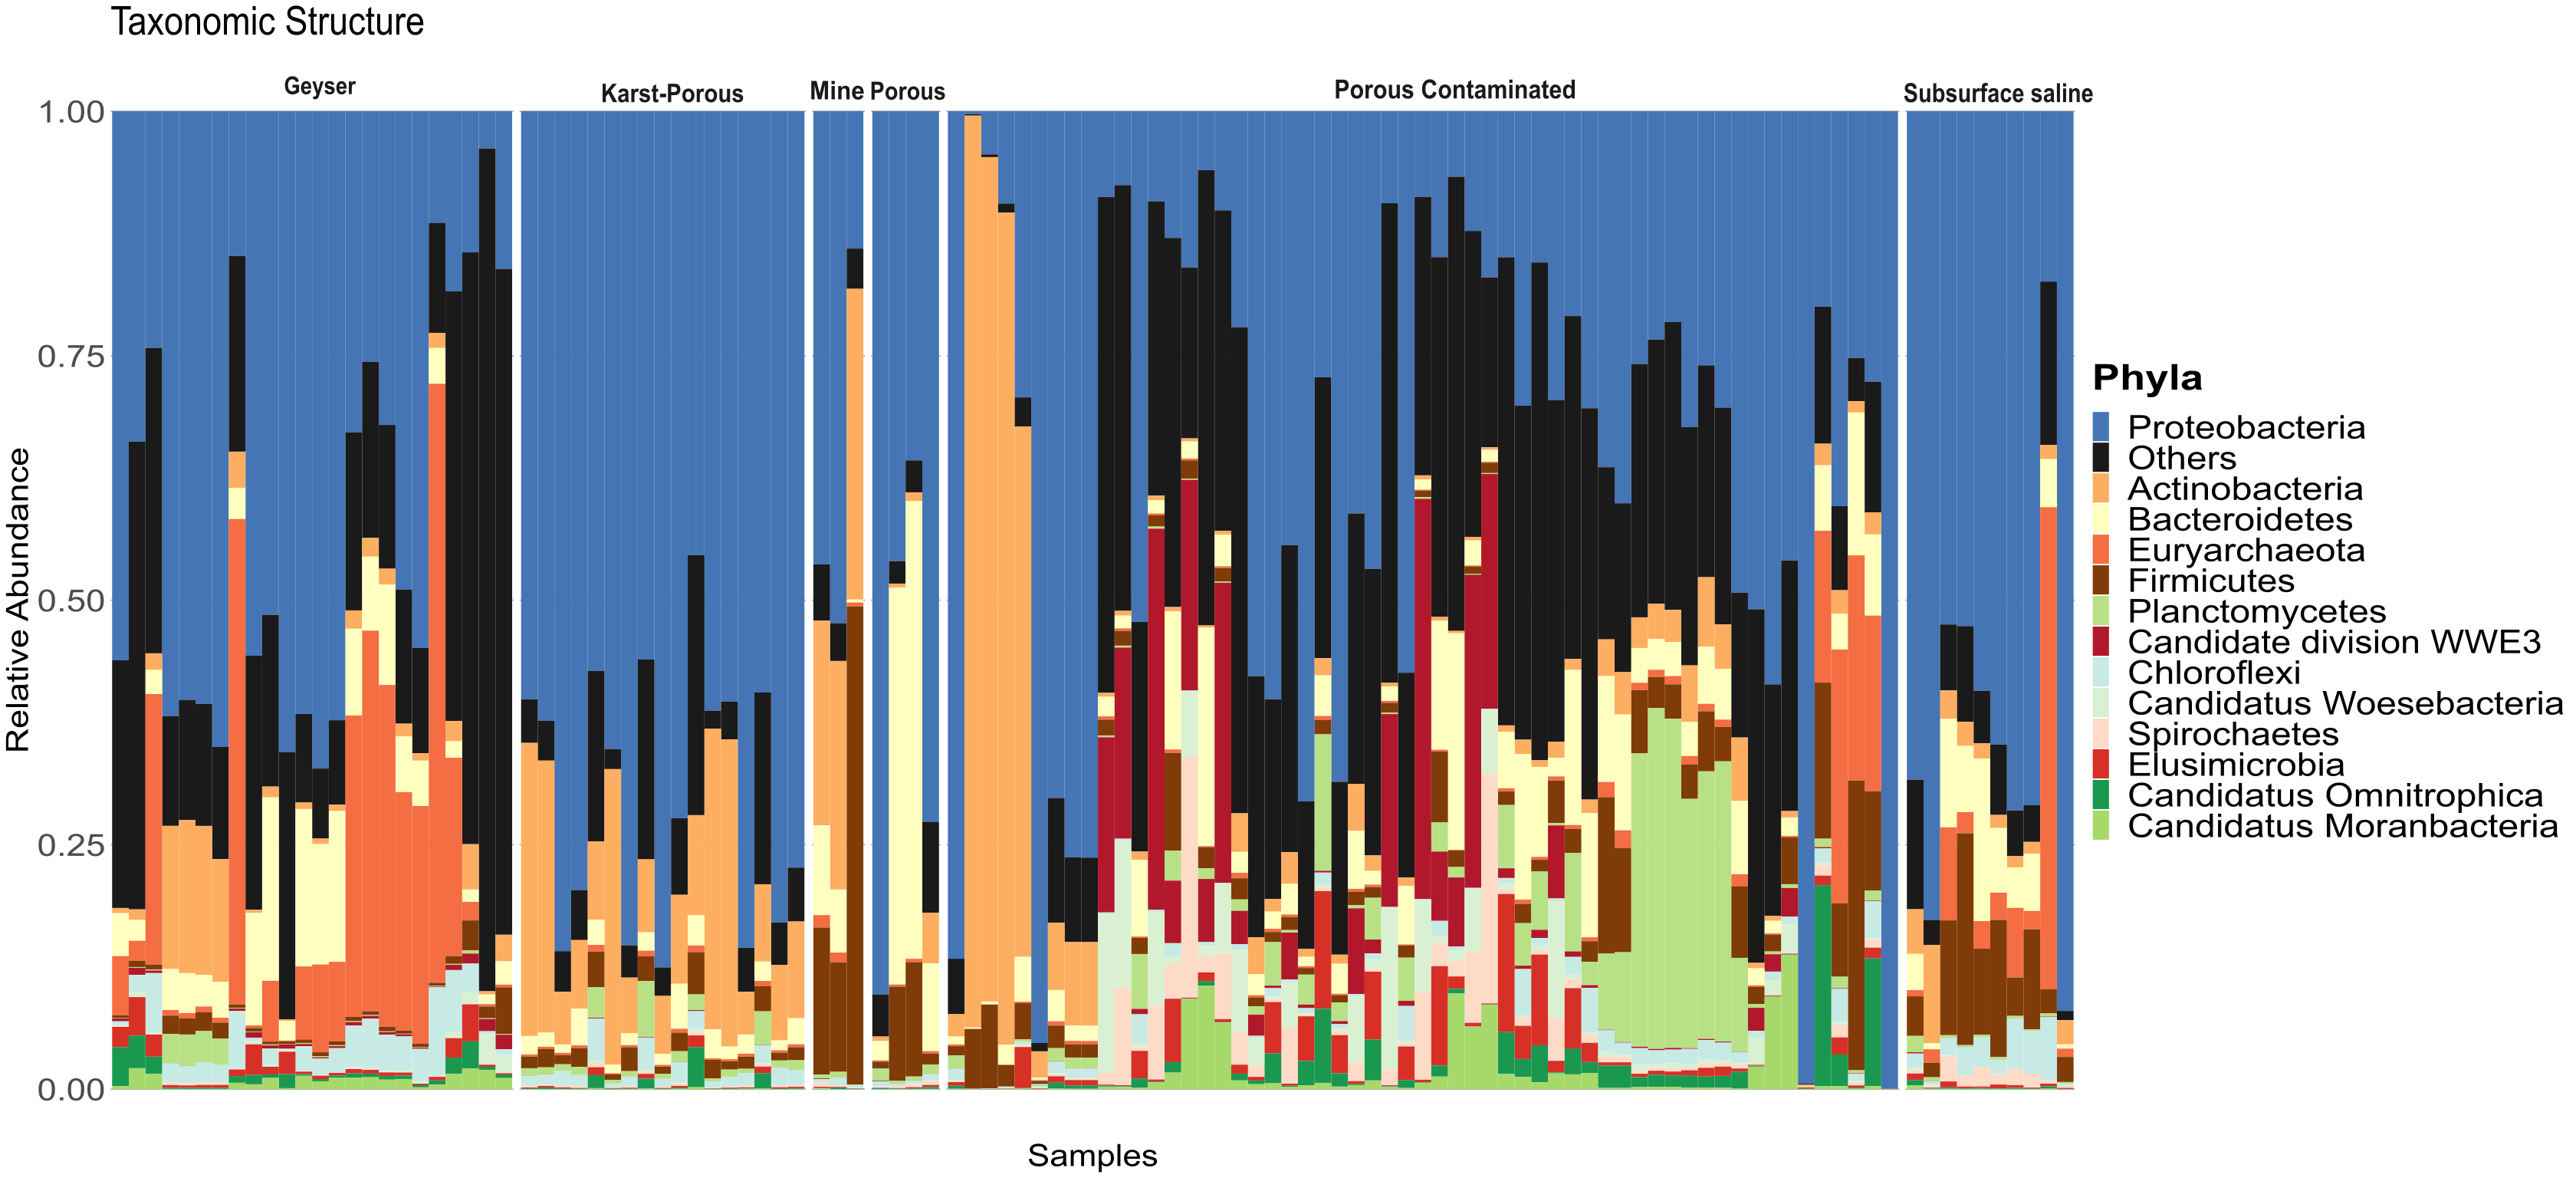 Taxonomic Structure
Geyser
Karst-Porous
Mine Porous
Porous Contaminated
Subsurface saline
1.00
0.75
0.50
0.25
0.00
Relative Abundance
Samples
Phyla
Proteobacteria
Others
Actinobacteria
Bacteroidetes
Euryarchaeota
Firmicutes
Planctomycetes
Candidate division WWE3
Chloroflexi
Candidatus Woesebacteria
Spirochaetes
Elusimicrobia
Candidatus Omnitrophica
Candidatus Moranbacteria